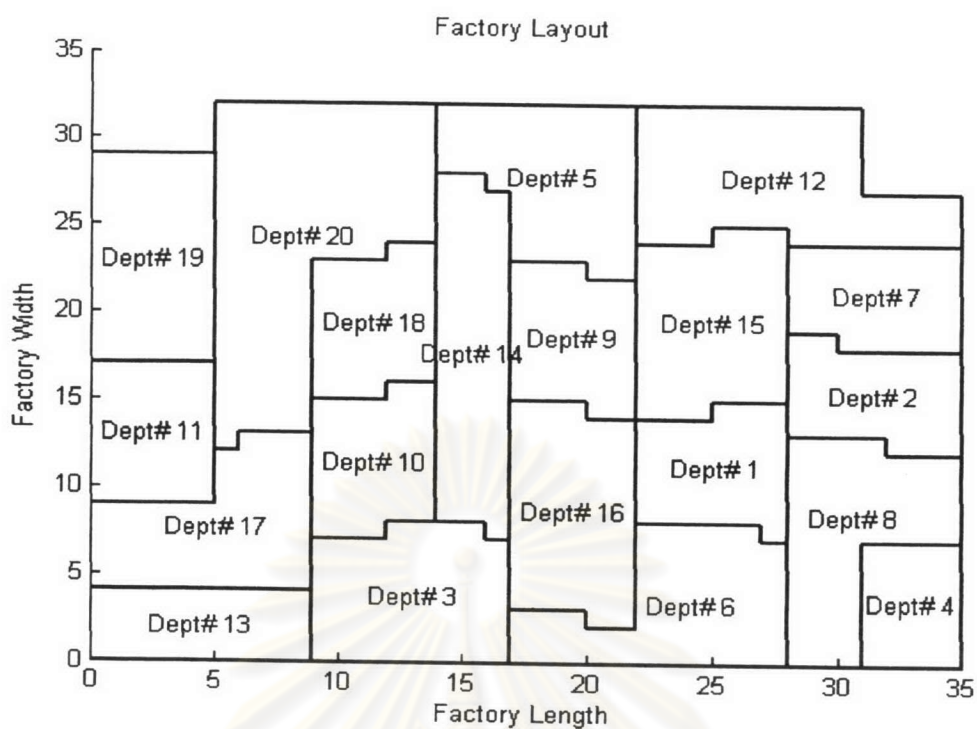 Factory Layout
35
30
25
20
15
10
5
0
Factory Width
Dept# 5
Dept# 12
Dept# 20
Dept# 19
Dept# 7
Dept# 18
Dept# 15
Dept# 9
Dept# 14
Dept# 2
Dept# 11
Dept# 10
Dept# 1
Dept# 17
Dept# 16
Dept# 8
Dept# 3
Dept# 6
Dept# 4
Dept# 13
0 5 10 15 20 25 30 35
Factory Length